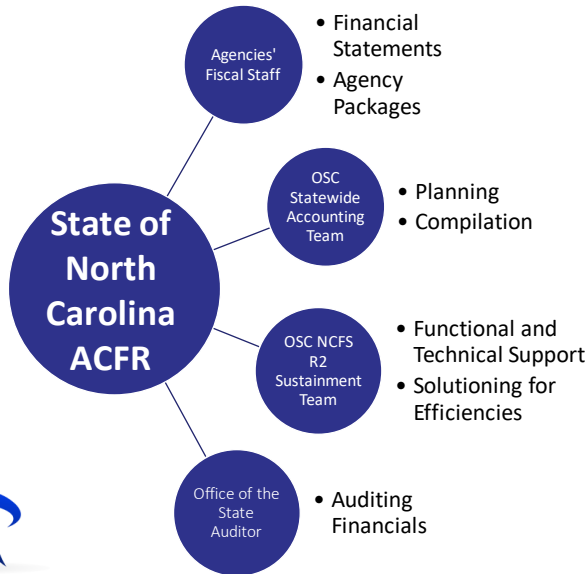 Agencies'
Fiscal Staff
• Financial
Statements
• Agency
Packages
OSC
Statewide
Accounting
Team
• Planning
• Compilation
State of
North
Carolina
ACFR
OSC NCFS
R2
Sustainment
Team
• Functional and
Technical Support
• Solutioning for
Efficiencies
Office of the
State
Auditor
• Auditing
Financials